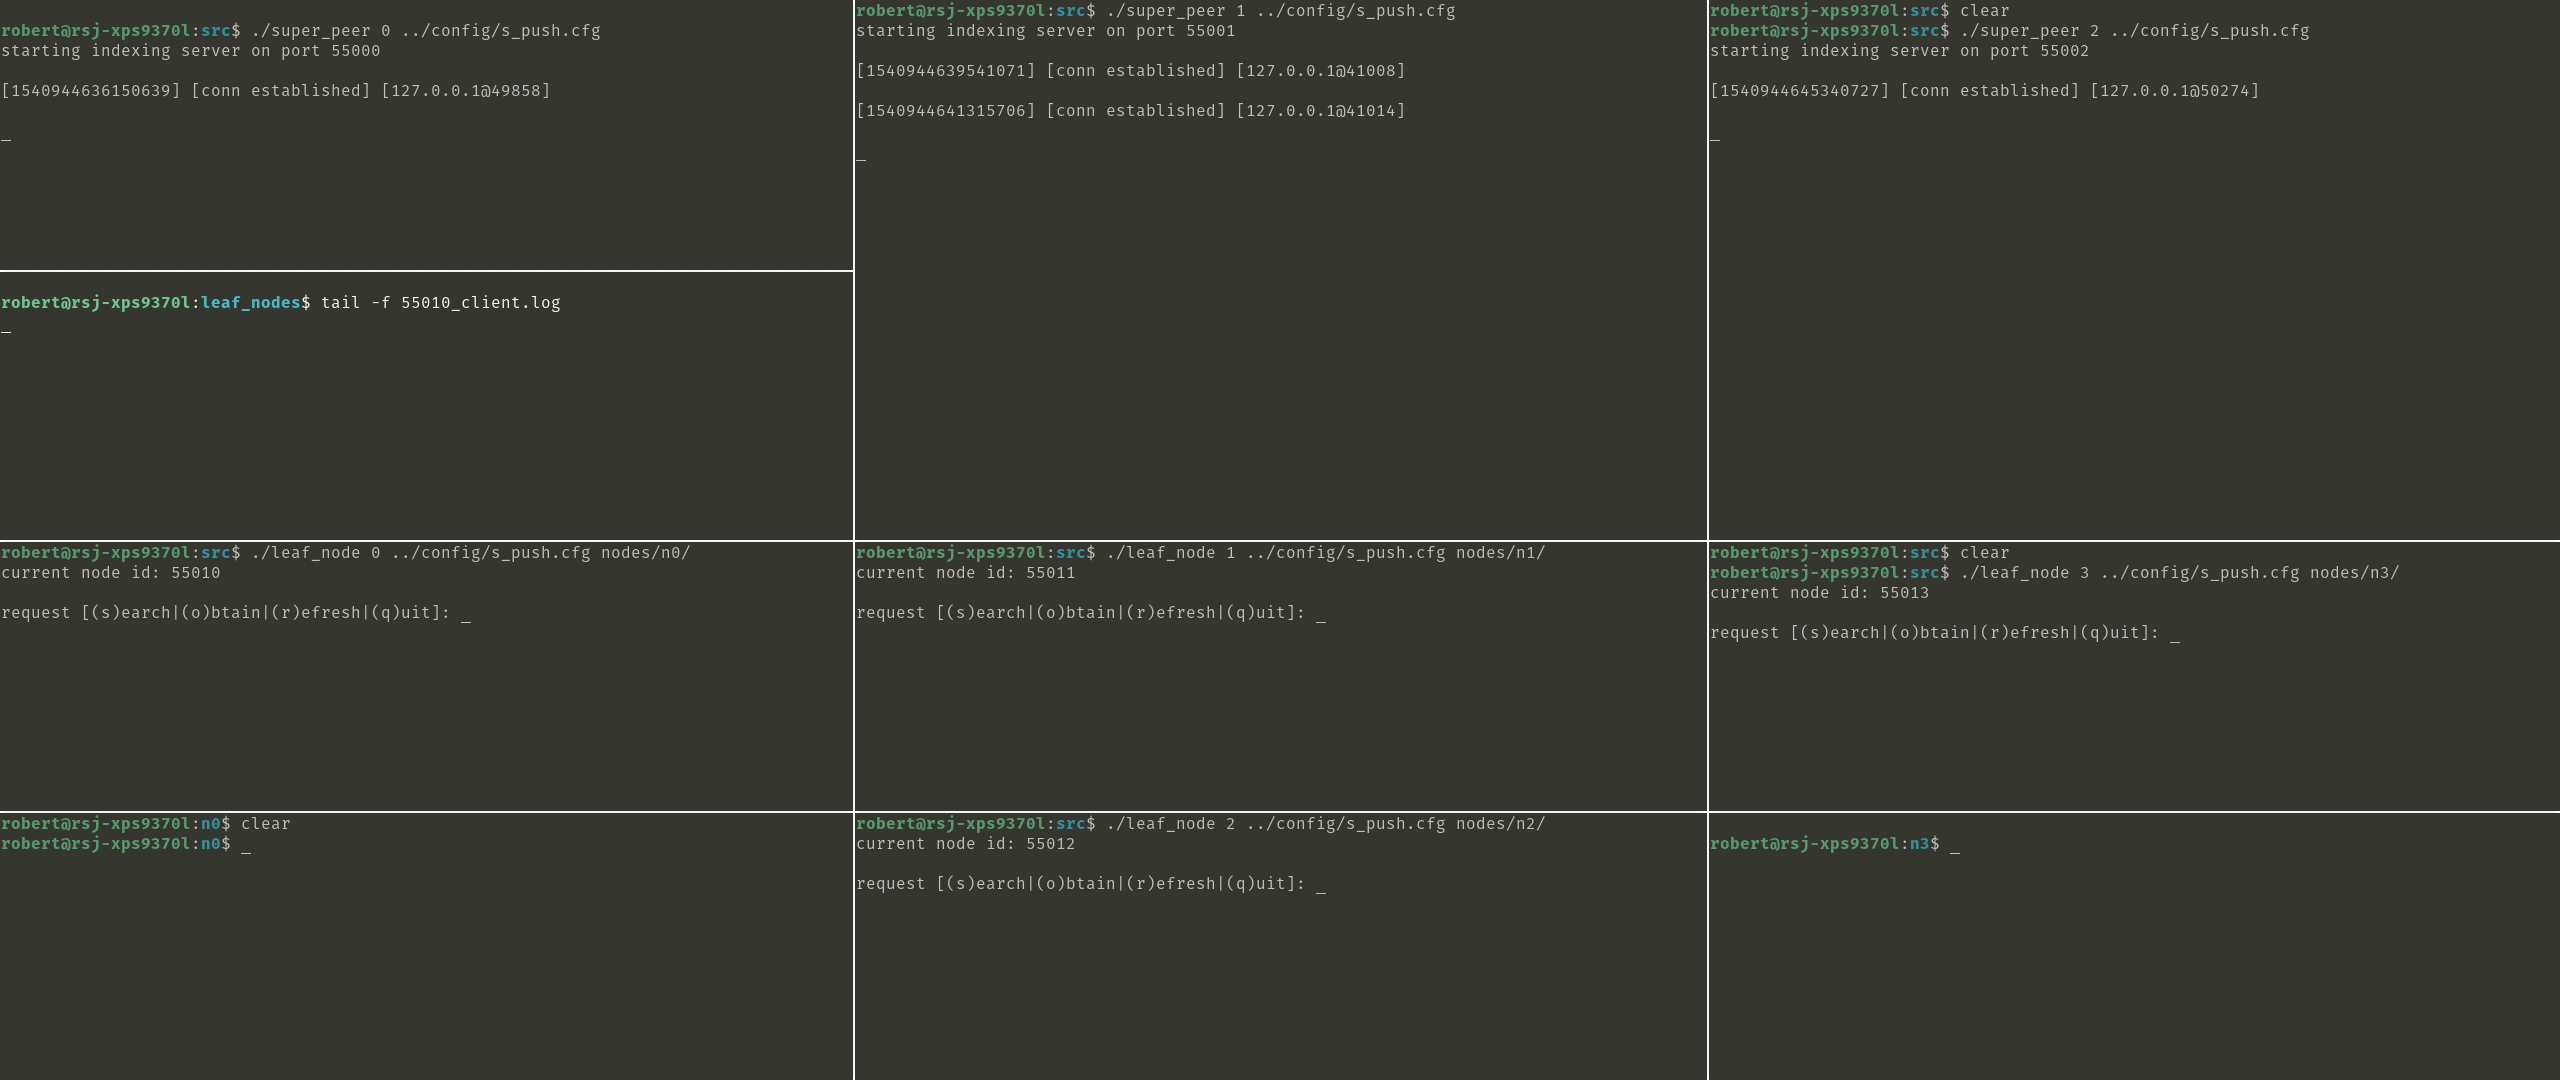 robert@rsj-xps9370l:src$ ./super_peer 0 ../config/s_push.cfg
starting indexing server on port 55000
[1540944636150639] [conn established] [127.0.0.1@49858]
_
robert@rsj-xps9370l:leaf_nodes$ tail -f 55010_client.log
_
robert@rsj-xps9370l:src$ ./super_peer 1 ../config/s_push.cfg
starting indexing server on port 55001
[1540944639541071] [conn established] [127.0.0.1@41008]
[1540944641315706] [conn established] [127.0.0.1@41014]
_
robert@rsj-xps9370l:src$ clear
robert@rsj-xps9370l:src$ ./super_peer 2 ../config/s_push.cfg
starting indexing server on port 55002
[1540944645340727] [conn established] [127.0.0.1@50274]
_
robert@rsj-xps9370l:src$ ./leaf_node 0 ../config/s_push.cfg nodes/n0/
current node id: 55010
request [(s)earch|(o)btain|(r)efresh|(q)uit]: _
robert@rsj-xps9370l:src$ ./leaf_node 1 ../config/s_push.cfg nodes/n1/
current node id: 55011
request [(s)earch|(o)btain|(r)efresh|(q)uit]: _
robert@rsj-xps9370l:src$ clear
robert@rsj-xps9370l:src$ ./leaf_node 3 ../config/s_push.cfg nodes/n3/
current node id: 55013
request [(s)earch|(o)btain|(r)efresh|(q)uit]: _
robert@rsj-xps9370l:n0$ clear
robert@rsj-xps9370l:n0$ _
robert@rsj-xps9370l:src$ ./leaf_node 2 ../config/s_push.cfg nodes/n2/
current node id: 55012
request [(s)earch|(o)btain|(r)efresh|(q)uit]: _
robert@rsj-xps9370l:n3$ _